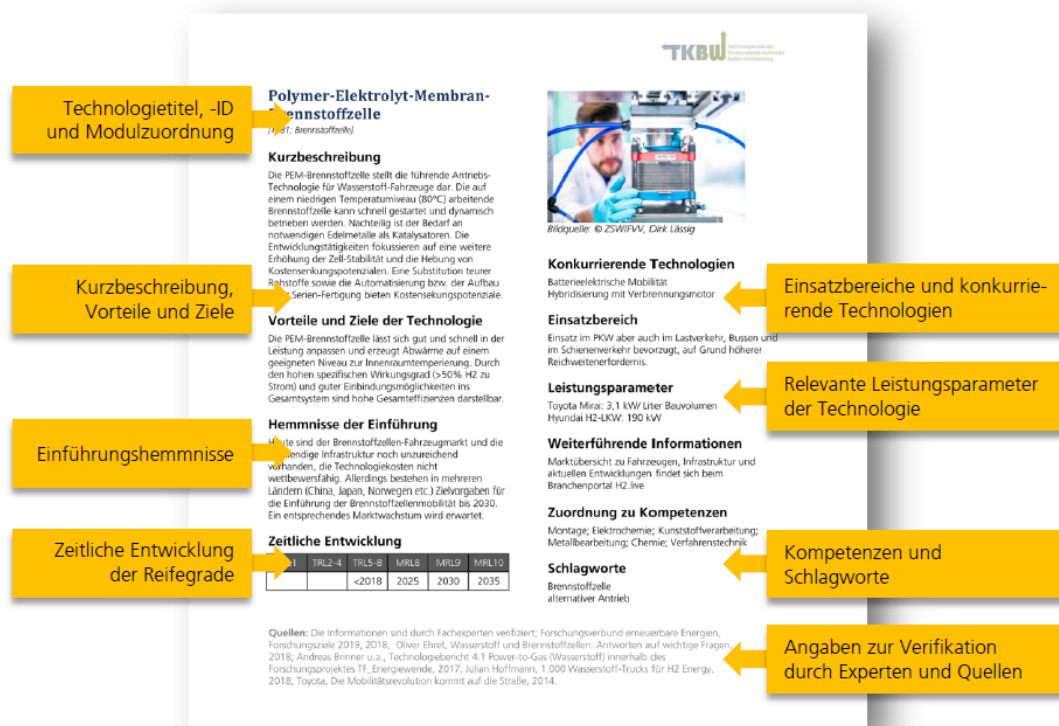 TKBW
Technologiekalender
Strukturwandel Automobil
Baden-Württemberg
Technologietitel, -ID
und Modulzuordnung
Polymer-Elektrolyt-Membran-
Brennstoffzelle
Brennstoffzelle]
Kurzbeschreibung
Die PEM-Brennstoffzelle stellt die führende Antriebs-
Technologie für Wasserstoff-Fahrzeuge dar. Die auf
einem niedrigen Temperaturniveau (80°C) arbeitende
Brennstoffzelle kann schnell gestartet und dynamisch
betrieben werden. Nachteilig ist der Bedarf an
notwendigen Edelmetalle als Katalysatoren. Die
Entwicklungstätigkeiten fokussieren auf eine weitere
Erhöhung der Zell-Stabilität und die Hebung von
Kostensenkungspotenzialen. Eine Substitution teurer
Rohstoffe sowie die Automatisierung bzw. der Aufbau
Serien-Fertigung bieten Kostensekungspotenziale.
Kurzbeschreibung,
Vorteile und Ziele
Vorteile und Ziele der Technologie
Die PEM-Brennstoffzelle lässt sich gut und schnell in der
Leistung anpassen und erzeugt Abwärme auf einem
geeigneten Niveau zur Innenraumtemperierung. Durch
den hohen spezifischen Wirkungsgrad (>50% H2 zu
Strom) und guter Einbindungsmöglichkeiten ins
Gesamtsystem sind hohe Gesamteffizienzen darstellbar.
Hemmnisse der Einführung
Heute sind der Brennstoffzellen-Fahrzeugmarkt und die
wendige Infrastruktur noch unzureichend
vorhanden, die Technologiekosten nicht
wettbewersfähig. Allerdings bestehen in mehreren
Ländern (China, Japan, Norwegen etc.) Zielvorgaben für
die Einführung der Brennstoffzellenmobilität bis 2030.
Ein entsprechendes Marktwachstum wird erwartet.
Einführungshemmnisse
Zeitliche Entwicklung
TRL2-4 TRL5-8 MRL8 MRL9 MRL10
<2018 2025 2030 2035
Zeitliche Entwicklung
der Reifegrade
Bildquelle: © ZSW/FVV, Dirk Lässig
Konkurrierende Technologien
Batterieelektrische Mobilität
Hybridisierung mit Verbrennungsmotor
Einsatzbereiche und konkurrie-
rende Technologien
Einsatzbereich
Einsatz im PKW aber auch im Lastverkehr, Bussen und
im Schienenverkehr bevorzugt, auf Grund höherer
Reichweitenerfordernis.
Leistungsparameter
Toyota Mirai: 3,1 kW/ Liter Bauvolumen
Hyundai H2-LKW: 190 kW
Relevante Leistungsparameter
der Technologie
Weiterführende Informationen
Marktübersicht zu Fahrzeugen, Infrastruktur und
aktuellen Entwicklungen findet sich beim
Branchenportal H2.live
Zuordnung zu Kompetenzen
Montage; Elektrochemie; Kunststoffverarbeitung;
Metallbearbeitung; Chemie; Verfahrenstechnik
Schlagworte
Brennstoffzelle
alternativer Antrieb
Kompetenzen und
Schlagworte
Quellen: Die Informationen sind durch Fachexperten verifiziert; Forschungsverbund erneuerbare Energien,
Forschungsziele 2019, 2018; Oliver Ehret, Wasserstoff und Brennstoffzellen: Antworten auf wichtige Fragen,
2018; Andreas Brinner u.a., Technologiebericht 4.1 Power-to-Gas (Wasserstoff) innerhalb des
Forschungsprojektes TF_Energiewende, 2017, Julian Hoffmann, 1.000 Wasserstoff-Trucks für H2 Energy,
2018; Toyota, Die Mobilitätsrevolution kommt auf die Straße, 2014.
Angaben zur Verifikation
durch Experten und Quellen